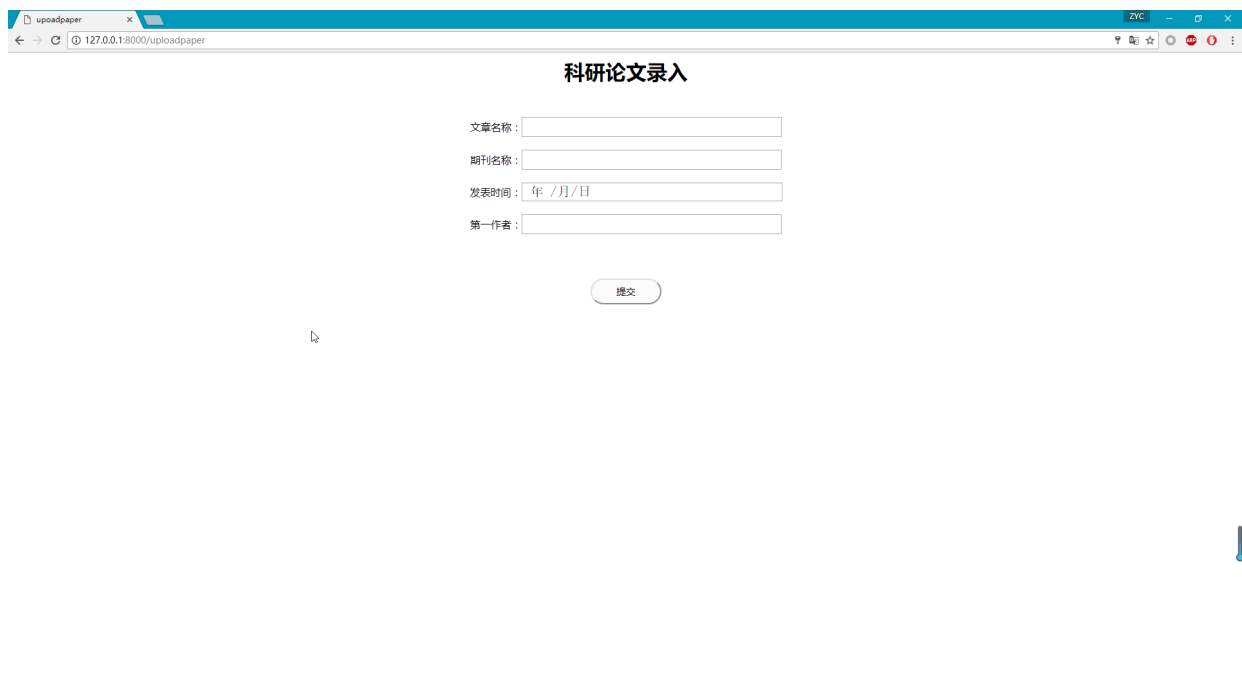 upoadpaper
ZYC
127.0.0.1:8000/uploadpaper
ABP
科研论文录入
文章名称：
期刊名称：
发表时间： 年 /月/日
第一作者：
提交